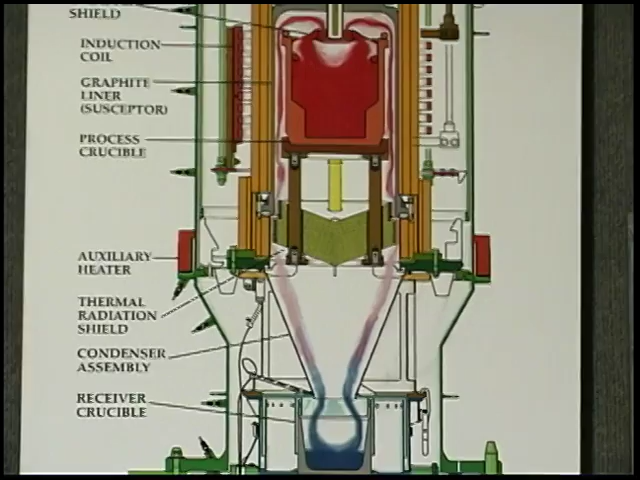 SHIELD
INDUCTION
COIL
GRAPHITE
LINER
(SUSCEPTOR)
PROCESS
CRUCIBLE
AUXILIARY
HEATER
THERMAL
RADIATION
SHIELD
CONDENSER
ASSEMBLY
RECEIVER
CRUCIBLE